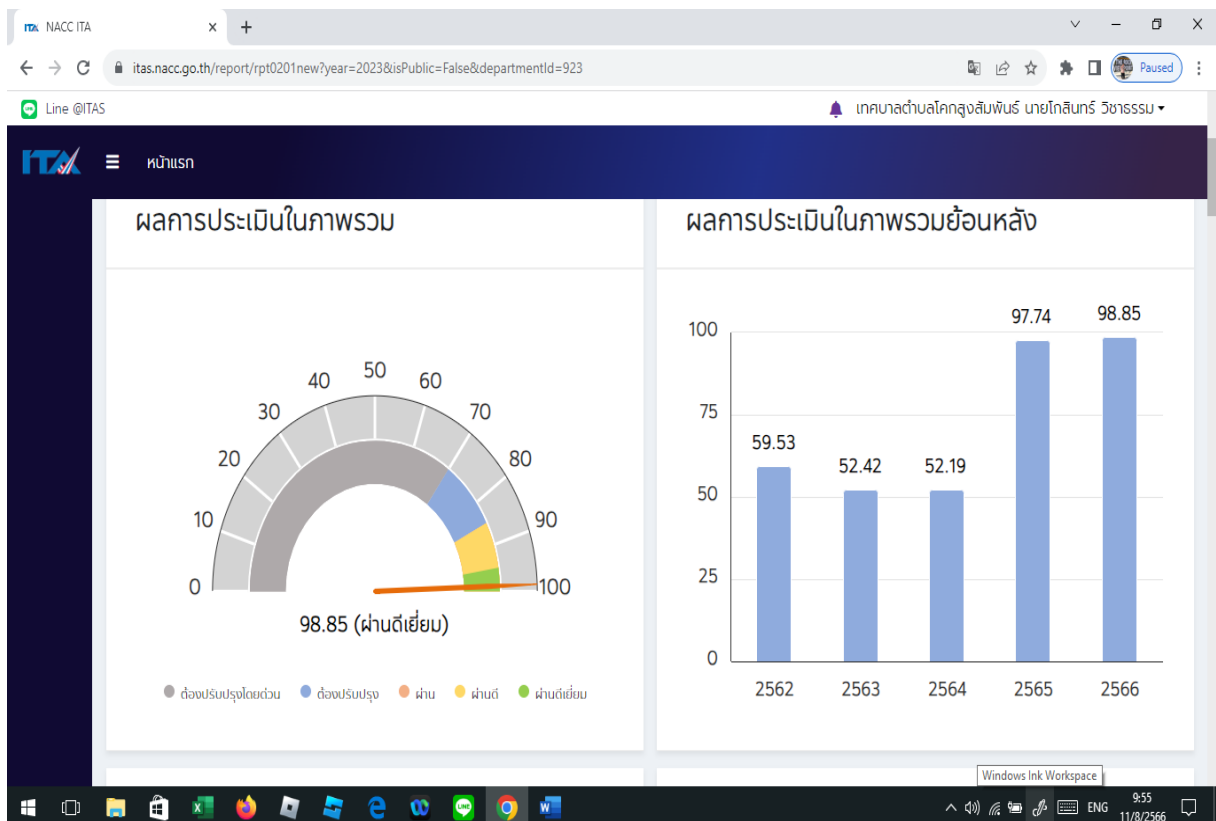 ITA NACC ITA
itas.nacc.go.th/report/rpt0201new?year=2023&isPublic=False&departmentId=923
Paused
Line @ITAS
เทศบาลตำบลโคกสูงสัมพันธ์ นายโกสินทร์ วิชาธรรม
ITA
หน้าแรก
ผลการประเมินในภาพรวม
0
10
20
30
40
50
60
70
80
90
100
98.85 (ผ่านดีเยี่ยม)
ต้องปรับปรุงโดยด่วน ต้องปรับปรุง ผ่าน ผ่านดี ผ่านดีเยี่ยม
ผลการประเมินในภาพรวมย้อนหลัง
100
75
50
25
0
59.53
52.42
52.19
97.74
98.85
2562 2563 2564 2565 2566
Windows Ink Workspace
LINE
ENG
9:55
11/8/2566